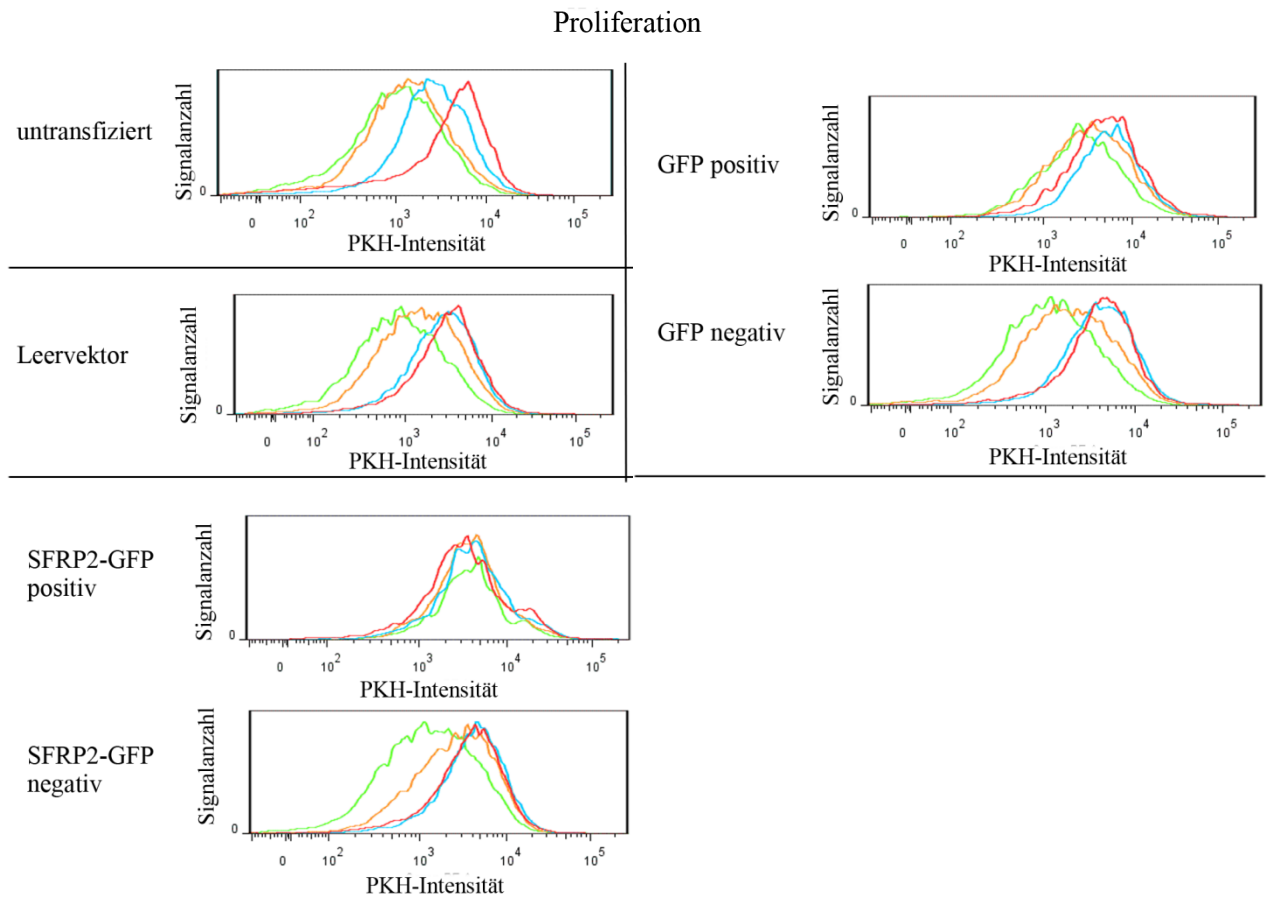 Proliferation
untransfiziert
Signalanzahl
0
0 10² 10³ 10⁴ 10⁵
PKH-Intensität
GFP positiv
Signalanzahl
0
0 10² 10³ 10⁴ 10⁵
PKH-Intensität
Leervektor
Signalanzahl
0
0 10² 10³ 10⁴ 10⁵
PKH-Intensität
GFP negativ
Signalanzahl
0
0 10² 10³ 10⁴ 10⁵
PKH-Intensität
SFRP2-GFP
positiv
Signalanzahl
0
0 10² 10³ 10⁴ 10⁵
PKH-Intensität
SFRP2-GFP
negativ
Signalanzahl
0
0 10² 10³ 10⁴ 10⁵
PKH-Intensität